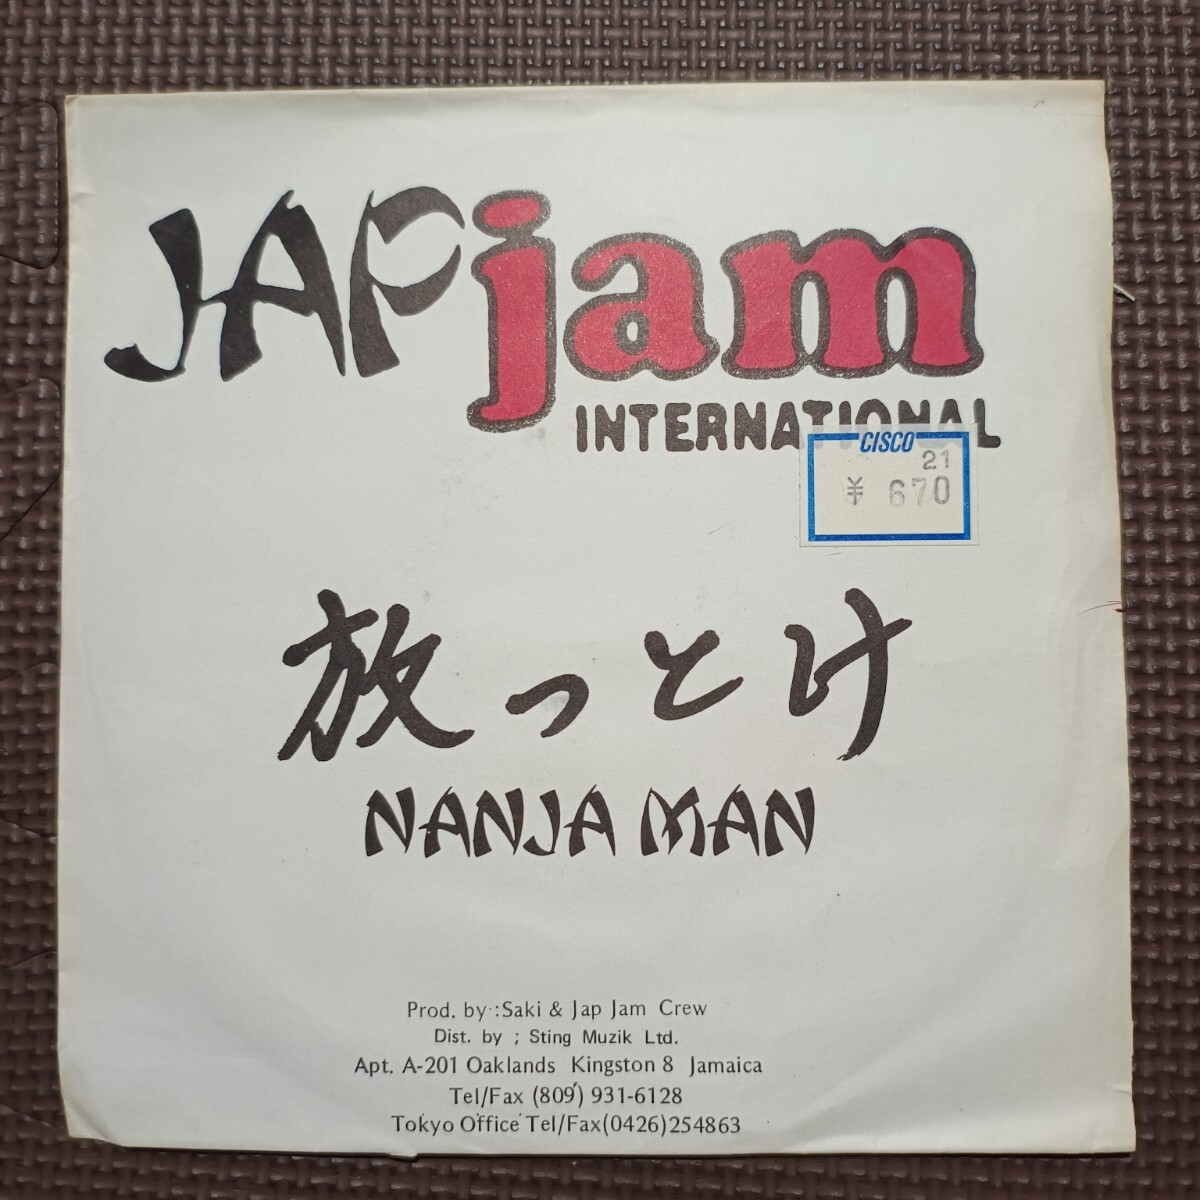 JAPjam
INTERNATIONAL
CISCO
21
¥ 670
放っとけ
NANJA MAN
Prod. by :Saki & Jap Jam Crew
Dist. by ; Sting Muzik Ltd.
Apt. A-201 Oaklands Kingston 8 Jamaica
Tel/Fax (809) 931-6128
Tokyo Office Tel/Fax(0426)254863